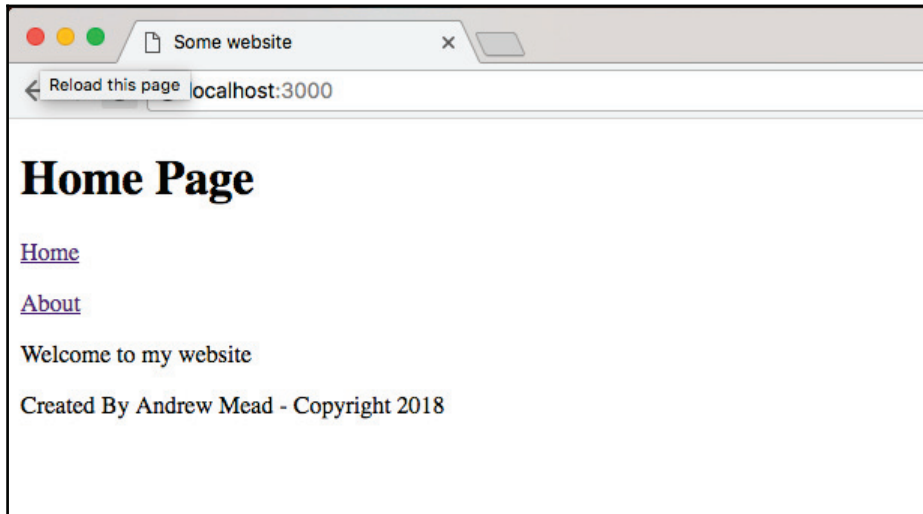 Some website
Reload this page
localhost:3000
Home Page
Home
About
Welcome to my website
Created By Andrew Mead - Copyright 2018